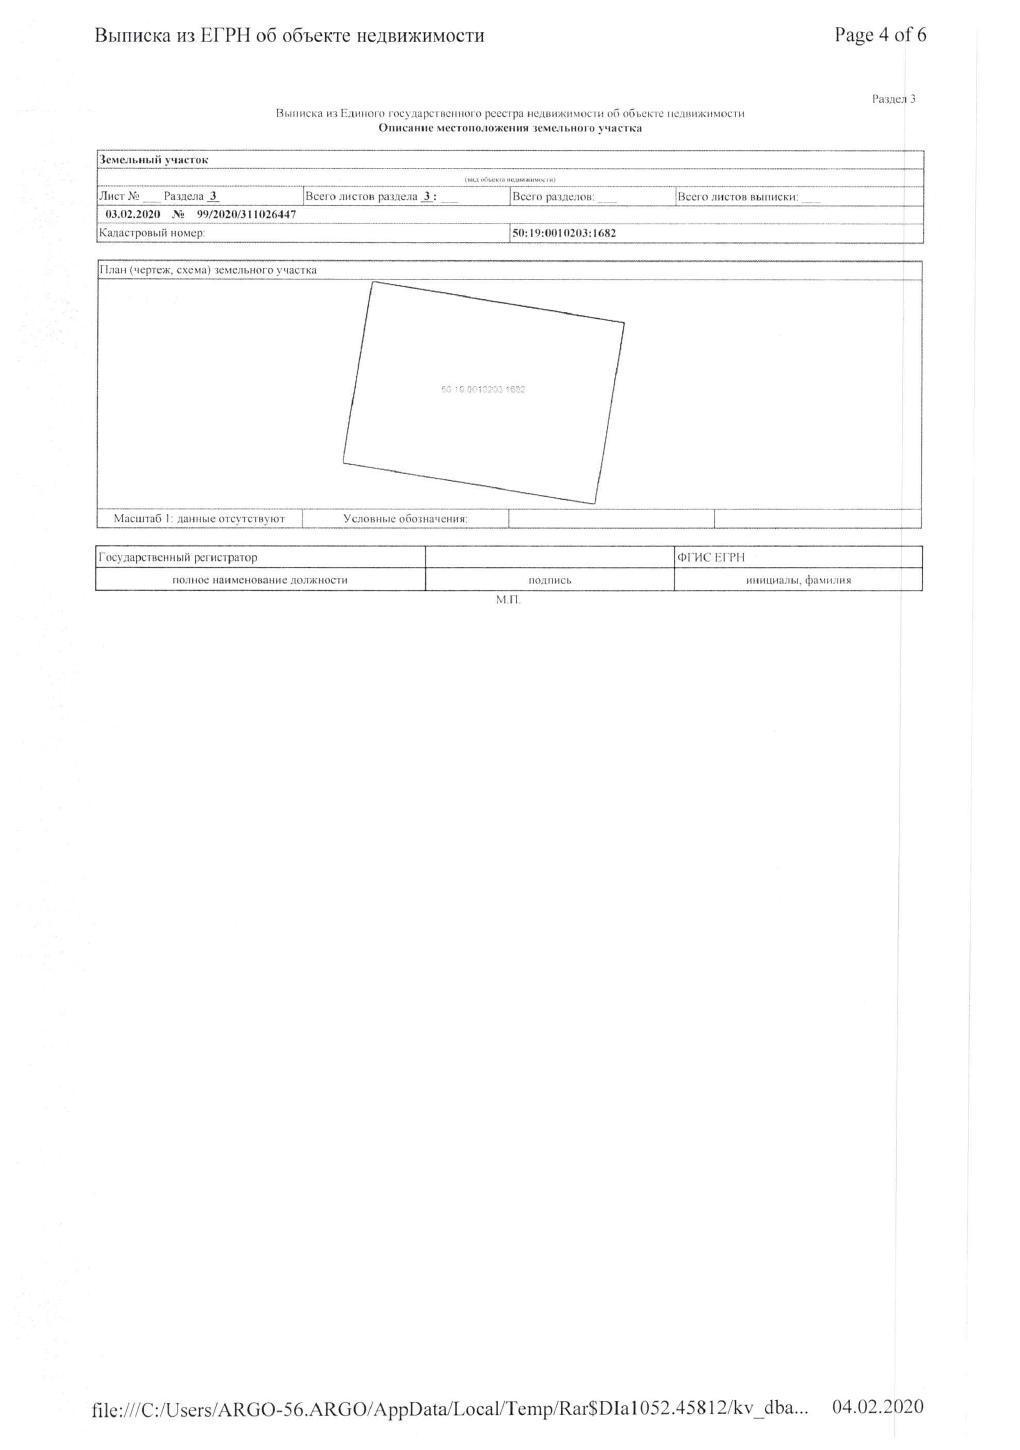 Выписка из ЕГРН об объекте недвижимости Page 4 of 6
Раздел 3
Выписка из Единого государственного реестра недвижимости об объекте недвижимости
Описание местоположения земельного участка
Земельный участок
(вид объекта недвижимости)
Лист № ___ Раздела 3 Всего листов раздела 3 : ___ Всего разделов: ___ Всего листов выписки: ___
03.02.2020 № 99/2020/311026447
Кадастровый номер: 50:19:0010203:1682
План (чертеж, схема) земельного участка
50:19:0010203:1682
Масштаб 1: данные отсутствуют Условные обозначения:
Государственный регистратор ФГИС ЕГРН
полное наименование должности подпись инициалы, фамилия
М.П.
file:///C:/Users/ARGO-56.ARGO/AppData/Local/Temp/Rar$DIa1052.45812/kv_dba... 04.02.2020